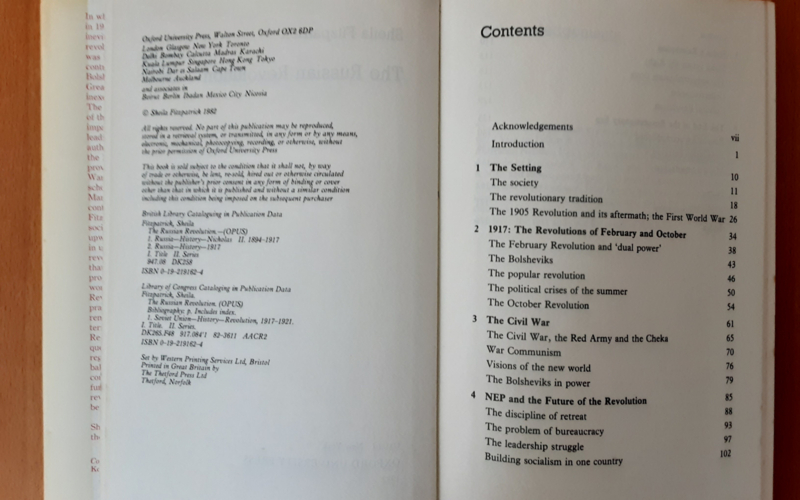 Oxford University Press, Walton Street, Oxford OX2 6DP
London Glasgow New York Toronto
Delhi Bombay Calcutta Madras Karachi
Kuala Lumpur Singapore Hong Kong Tokyo
Nairobi Dar es Salaam Cape Town
Melbourne Auckland
and associates in
Beirut Berlin Ibadan Mexico City Nicosia
© Sheila Fitzpatrick 1982
All rights reserved. No part of this publication may be reproduced,
stored in a retrieval system, or transmitted, in any form or by any means,
electronic, mechanical, photocopying, recording, or otherwise, without
the prior permission of Oxford University Press
This book is sold subject to the condition that it shall not, by way
of trade or otherwise, be lent, re-sold, hired out or otherwise circulated
without the publisher's prior consent in any form of binding or cover
other than that in which it is published and without a similar condition
including this condition being imposed on the subsequent purchaser
British Library Cataloguing in Publication Data
Fitzpatrick, Sheila
The Russian Revolution.—(OPUS)
1. Russia—History—Nicholas II. 1894-1917
2. Russia—History—1917
I. Title II. Series
947.08 DK258
ISBN 0-19-219162-4
Library of Congress Cataloging in Publication Data
Fitzpatrick, Sheila.
The Russian Revolution. (OPUS)
Bibliography: p. Includes index.
1. Soviet Union—History—Revolution, 1917-1921.
I. Title. II. Series.
DK265.F48 917.084'1 82-3611 AACR2
ISBN 0-19-219162-4
Set by Western Printing Services Ltd, Bristol
Printed in Great Britain by
The Thetford Press Ltd
Thetford, Norfolk
Contents
Acknowledgements vii
Introduction 1
1 The Setting 10
The society 11
The revolutionary tradition 18
The 1905 Revolution and its aftermath; the First World War 26
2 1917: The Revolutions of February and October 34
The February Revolution and 'dual power' 38
The Bolsheviks 43
The popular revolution 46
The political crises of the summer 50
The October Revolution 54
3 The Civil War 61
The Civil War, the Red Army and the Cheka 65
War Communism 70
Visions of the new world 76
The Bolsheviks in power 79
4 NEP and the Future of the Revolution 85
The discipline of retreat 88
The problem of bureaucracy 93
The leadership struggle 97
Building socialism in one country 102